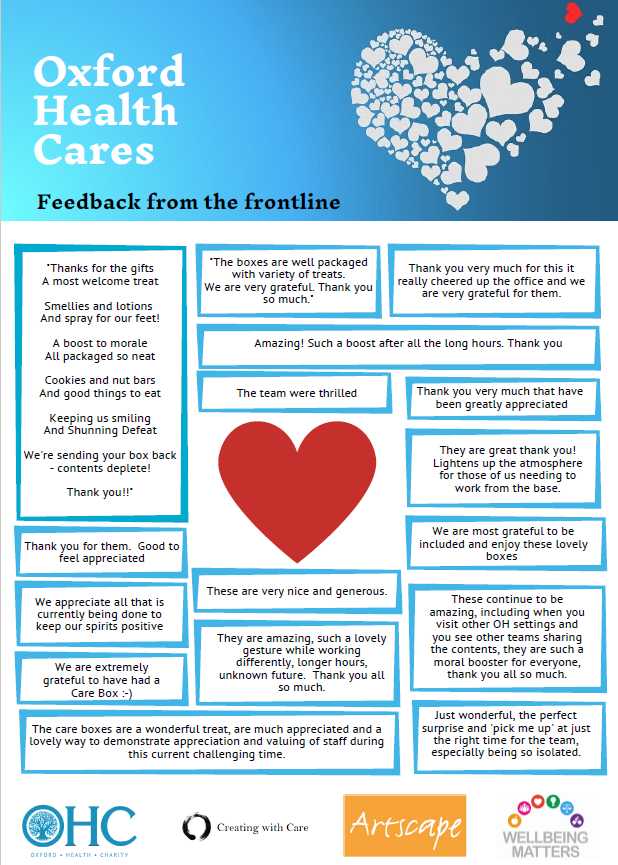 Oxford
Health
Cares
Feedback from the frontline
"Thanks for the gifts
A most welcome treat
Smellies and lotions
And spray for our feet!
A boost to morale
All packaged so neat
Cookies and nut bars
And good things to eat
Keeping us smiling
And Shunning Defeat
We're sending your box back
- contents deplete!
Thank you!!"
"The boxes are well packaged
with variety of treats.
We are very grateful. Thank you
so much."
Thank you very much for this it
really cheered up the office and we
are very grateful for them.
Amazing! Such a boost after all the long hours. Thank you
The team were thrilled
Thank you very much that have
been greatly appreciated
They are great thank you!
Lightens up the atmosphere
for those of us needing to
work from the base.
We are most grateful to be
included and enjoy these lovely
boxes
Thank you for them.  Good to
feel appreciated
We appreciate all that is
currently being done to
keep our spirits positive
We are extremely
grateful to have had a
Care Box :-)
These are very nice and generous.
They are amazing, such a lovely
gesture while working
differently, longer hours,
unknown future.  Thank you all
so much.
These continue to be
amazing, including when you
visit other OH settings and
you see other teams sharing
the contents, they are such a
moral booster for everyone,
thank you all so much.
The care boxes are a wonderful treat, are much appreciated and a
lovely way to demonstrate appreciation and valuing of staff during
this current challenging time.
Just wonderful, the perfect
surprise and 'pick me up' at just
the right time for the team,
especially being so isolated.
OHC
OXFORD • HEALTH • CHARITY
Creating with Care
Artscape
WELLBEING
MATTERS